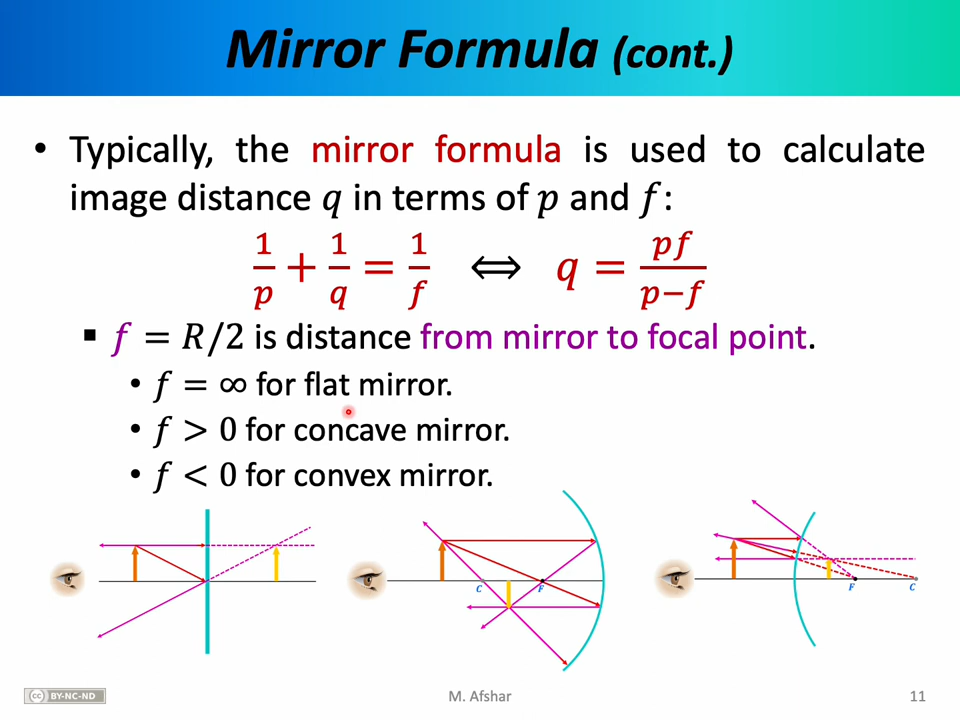 Mirror Formula (cont.)
• Typically, the mirror formula is used to calculate
image distance q in terms of p and f:
1/p + 1/q = 1/f ⟺ q = pf/(p−f)
▪ f = R/2 is distance from mirror to focal point.
• f = ∞ for flat mirror.
• f > 0 for concave mirror.
• f < 0 for convex mirror.
C F F C
cc BY-NC-ND M. Afshar 11